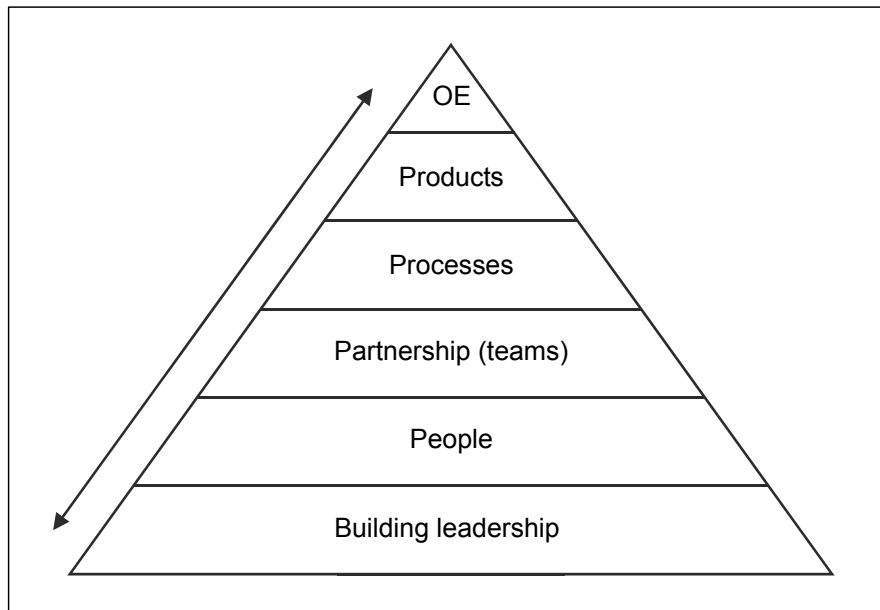 OE
Products
Processes
Partnership (teams)
People
Building leadership